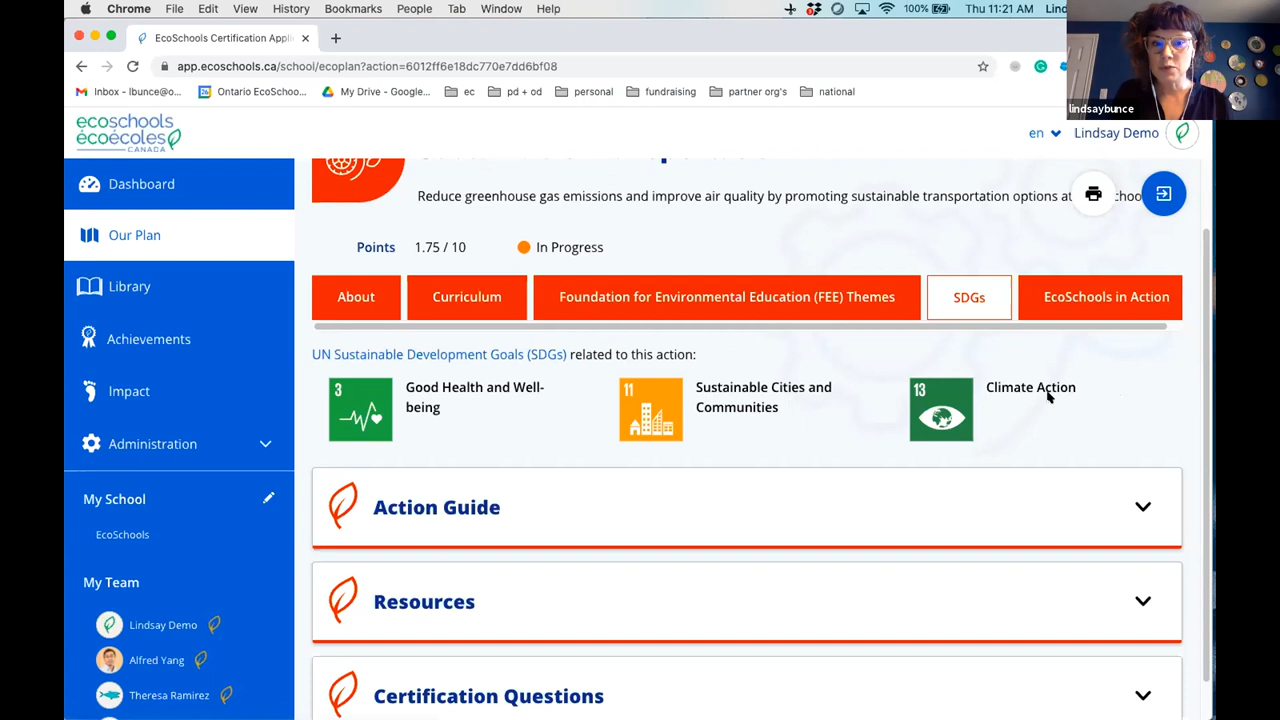 Chrome File Edit View History Bookmarks People Tab Window Help 100% Thu 11:21 AM Lind
EcoSchools Certification Appli
app.ecoschools.ca/school/ecoplan?action=6012ff6e18dc770e7dd6bf08
Inbox - lbunce@o... Ontario EcoSchoo... My Drive - Google... ec pd + od personal fundraising partner org's national
lindsaybunce
ecoschools
écoécoles
CANADA
en Lindsay Demo
Dashboard
Our Plan
Library
Achievements
Impact
Administration
My School
EcoSchools
My Team
Lindsay Demo
Alfred Yang
Theresa Ramirez
Reduce greenhouse gas emissions and improve air quality by promoting sustainable transportation options at
Points 1.75 / 10 In Progress
About Curriculum Foundation for Environmental Education (FEE) Themes SDGs EcoSchools in Action
UN Sustainable Development Goals (SDGs) related to this action:
3 Good Health and Well-
being
11 Sustainable Cities and
Communities
13 Climate Action
Action Guide
Resources
Certification Questions